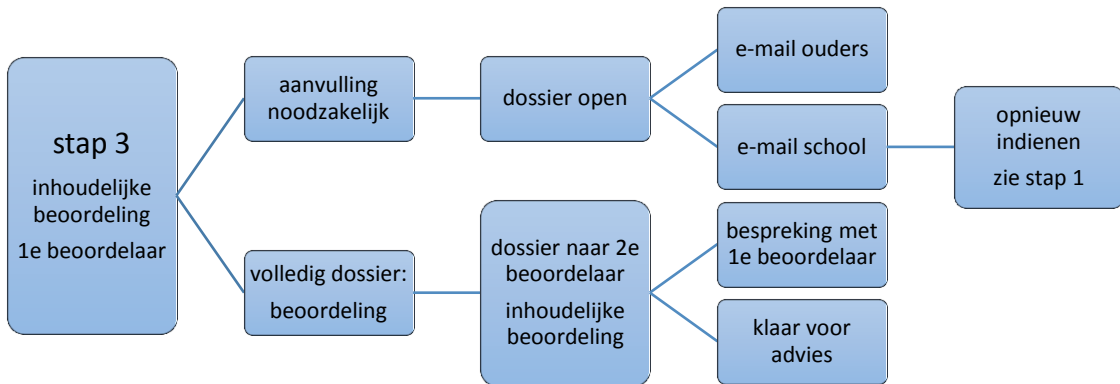 stap 3
inhoudelijke
beoordeling
1e beoordelaar
aanvulling
noodzakelijk
dossier open
e-mail ouders
e-mail school
opnieuw
indienen
zie stap 1
volledig dossier:
beoordeling
dossier naar 2e
beoordelaar
inhoudelijke
beoordeling
bespreking met
1e beoordelaar
klaar voor
advies